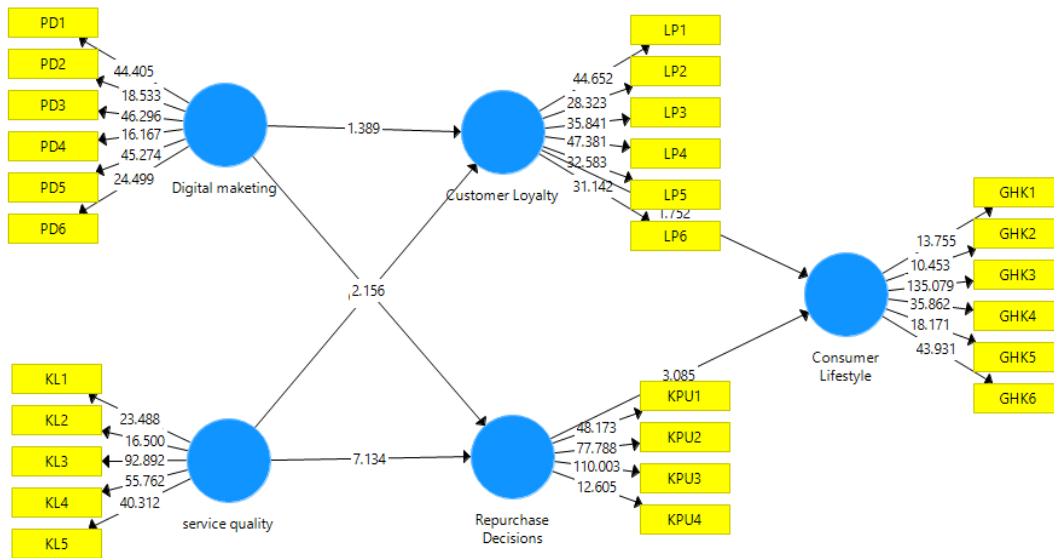 PD1
PD2
PD3
PD4
PD5
PD6
44.405
18.533
46.296
16.167
45.274
24.499
Digital maketing
1.389
LP1
LP2
LP3
LP4
LP5
LP6
44.652
28.323
35.841
47.381
32.583
31.142
Customer Loyalty
1.752
2.156
KL1
KL2
KL3
KL4
KL5
23.488
16.500
92.892
55.762
40.312
service quality
7.134
3.085
KPU1
KPU2
KPU3
KPU4
48.173
77.788
110.003
12.605
Repurchase
Decisions
GHK1
GHK2
GHK3
GHK4
GHK5
GHK6
13.755
10.453
135.079
35.862
18.171
43.931
Consumer
Lifestyle